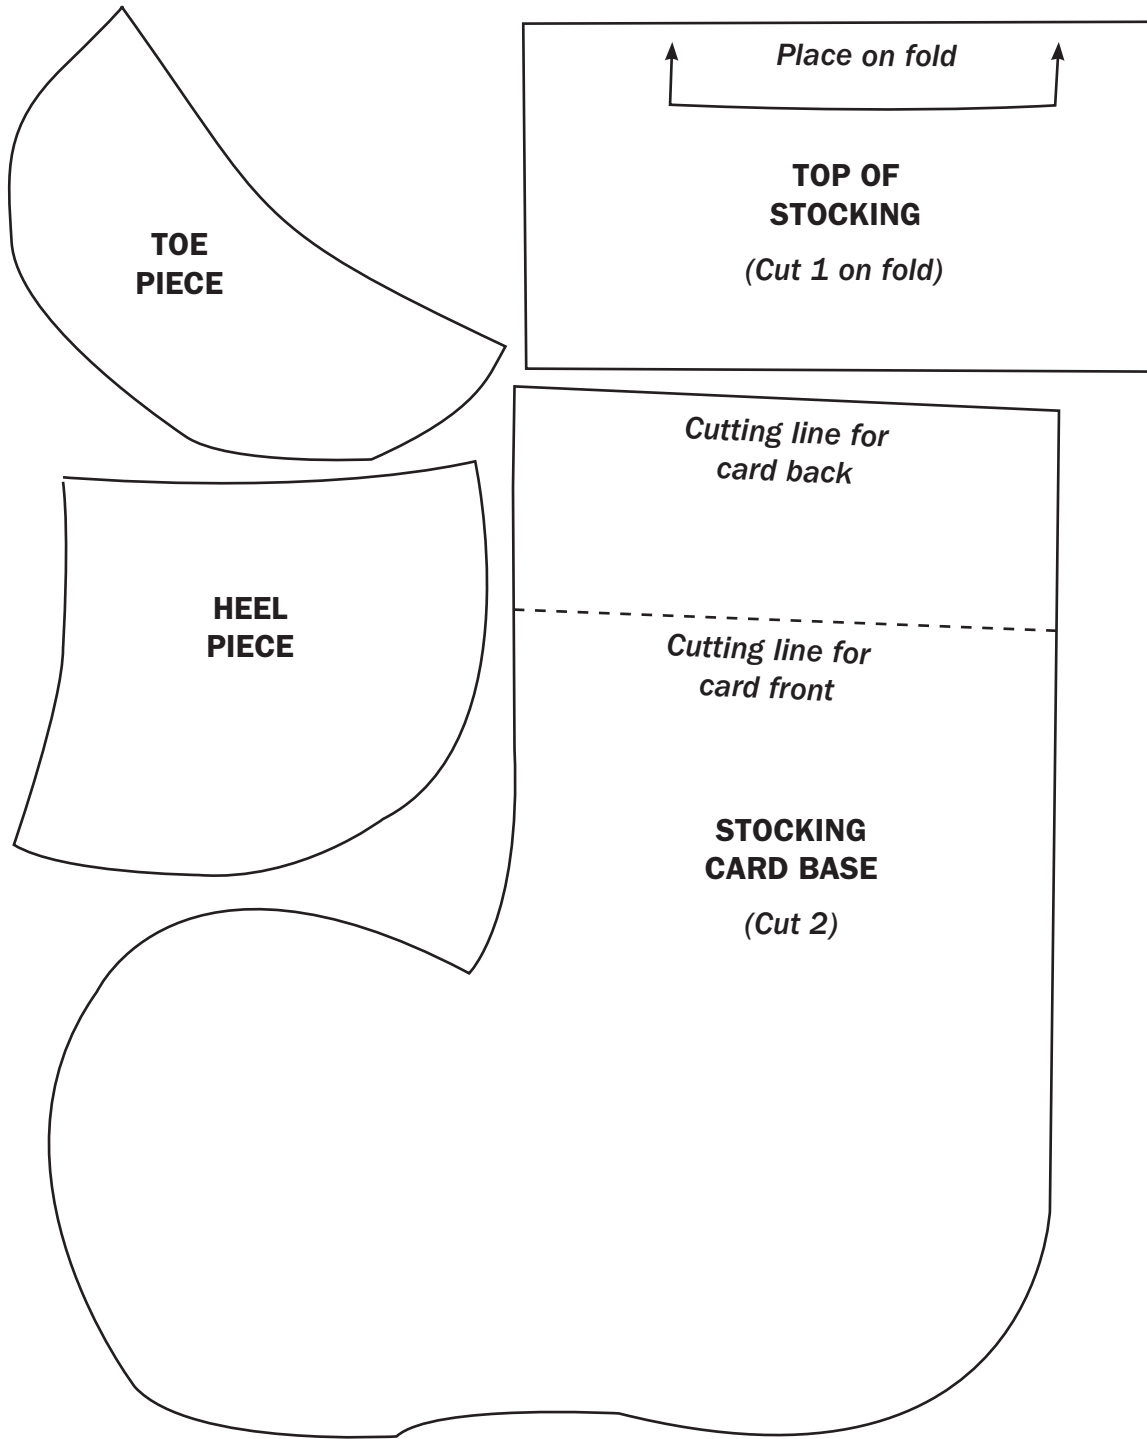 Place on fold
TOP OF
STOCKING
(Cut 1 on fold)
TOE
PIECE
Cutting line for
card back
HEEL
PIECE
Cutting line for
card front
STOCKING
CARD BASE
(Cut 2)